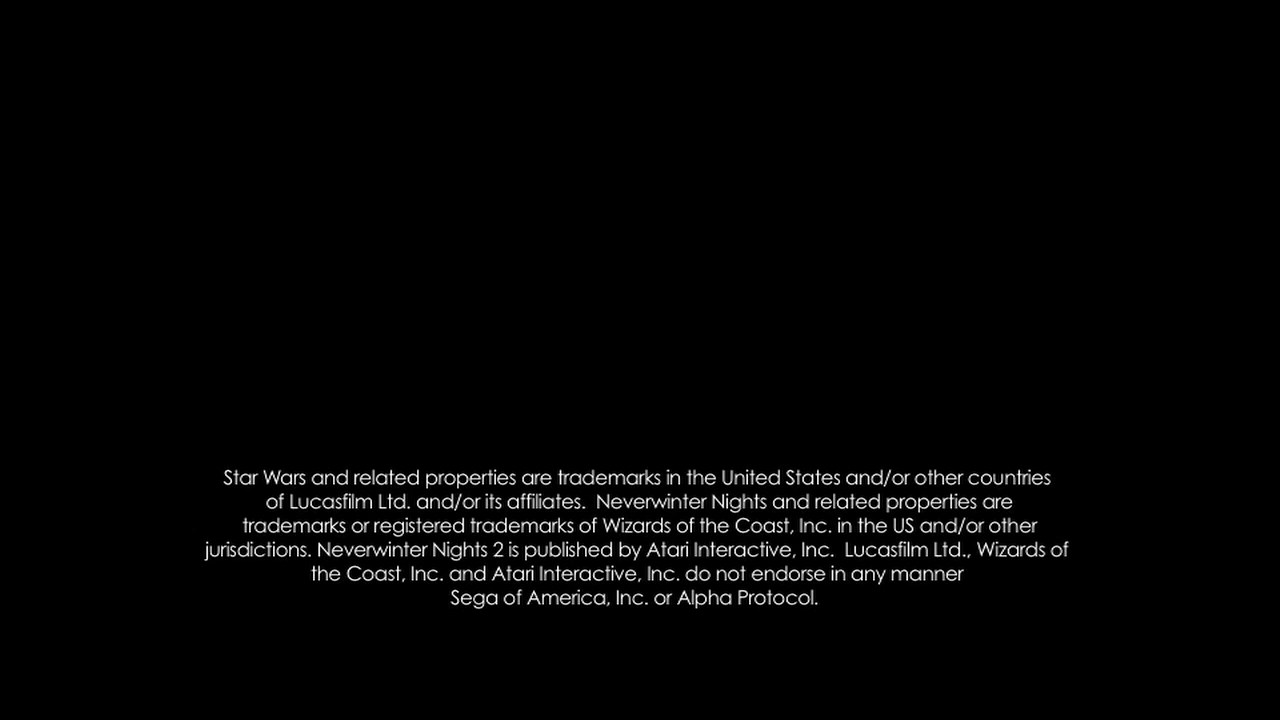 Star Wars and related properties are trademarks in the United States and/or other countries
of Lucasfilm Ltd. and/or its affiliates.  Neverwinter Nights and related properties are
trademarks or registered trademarks of Wizards of the Coast, Inc. in the US and/or other
jurisdictions. Neverwinter Nights 2 is published by Atari Interactive, Inc.  Lucasfilm Ltd., Wizards of
the Coast, Inc. and Atari Interactive, Inc. do not endorse in any manner
Sega of America, Inc. or Alpha Protocol.